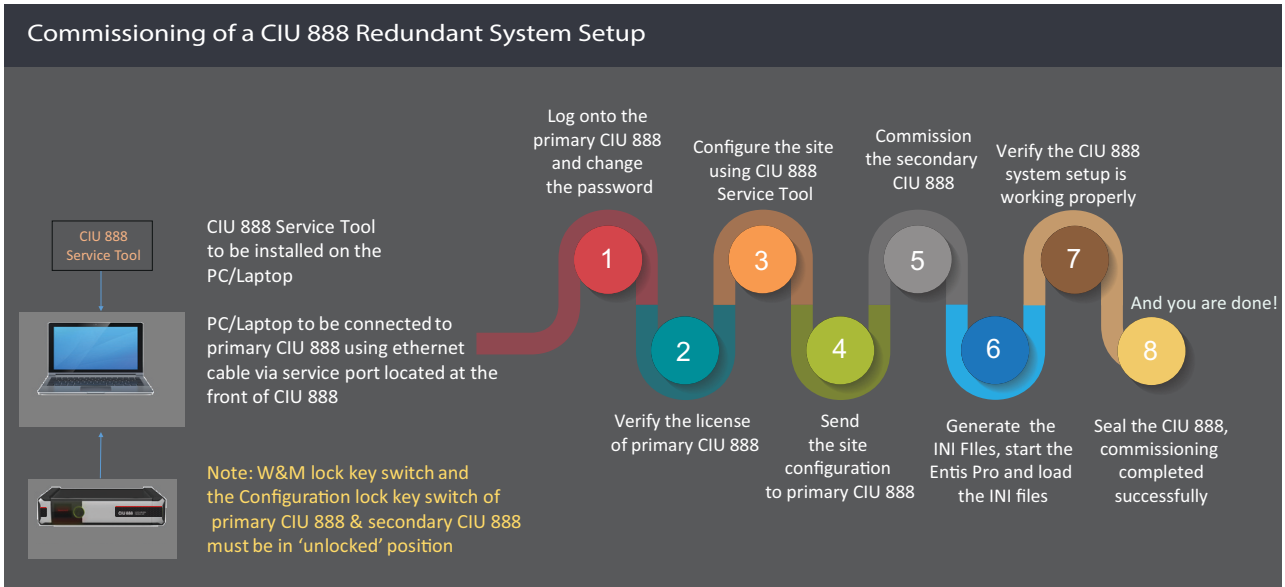 Commissioning of a CIU 888 Redundant System Setup
CIU 888
Service Tool
CIU 888 Service Tool
to be installed on the
PC/Laptop
PC/Laptop to be connected to
primary CIU 888 using ethernet
cable via service port located at the
front of CIU 888
Note: W&M lock key switch and
the Configuration lock key switch of
primary CIU 888 & secondary CIU 888
must be in ‘unlocked’ position
CIU 888
Log onto the
primary CIU 888
and change
the password
1
2
Verify the license
of primary CIU 888
Configure the site
using CIU 888
Service Tool
3
4
Send
the site
configuration
to primary CIU 888
Commission
the secondary
CIU 888
5
6
Generate the
INI FIles, start the
Entis Pro and load
the INI files
Verify the CIU 888
system setup is
working properly
7
And you are done!
8
Seal the CIU 888,
commissioning
completed
successfully